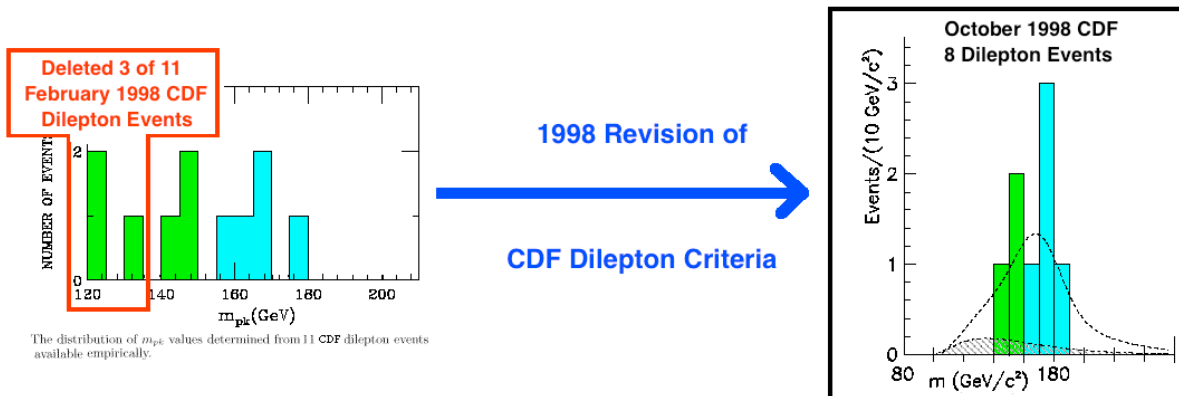 Deleted 3 of 11
February 1998 CDF
Dilepton Events
NUMBER OF EVENTS
2
0
120
140
160
180
200
m_pk(GeV)
The distribution of m_pk values determined from 11 CDF dilepton events
available empirically.
1998 Revision of
CDF Dilepton Criteria
October 1998 CDF
8 Dilepton Events
Events/(10 GeV/c²)
3
2
1
0
80
m (GeV/c²)
180